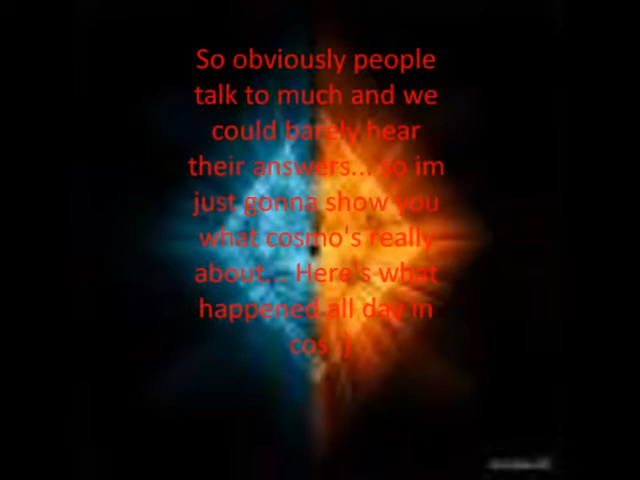 So obviously people
talk to much and we
could barely hear
their answers... so im
just gonna show you
what cosmo's really
about... Here's what
happened all day in
cos :)